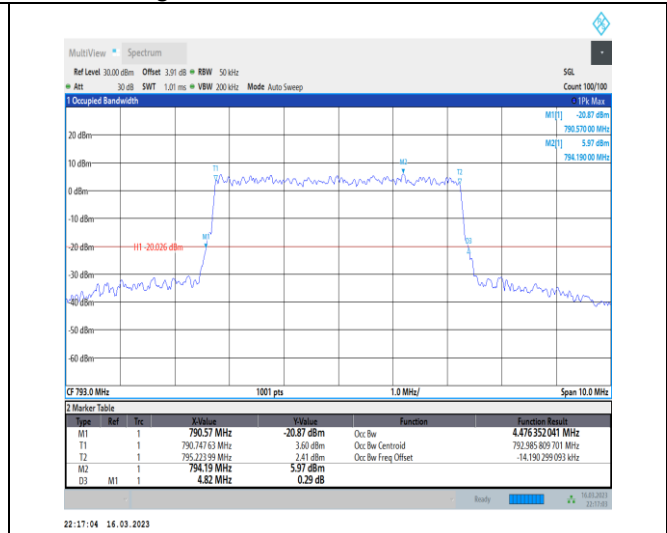 MultiView Spectrum
Ref Level 30.00 dBm Offset 3.91 dB RBW 50 kHz SGL
Att 30 dB SWT 1.01 ms VBW 200 kHz Mode Auto Sweep Count 100/100
1 Occupied Bandwidth 1Pk Max
M1[1] -20.87 dBm
790.570 00 MHz
20 dBm M2[1] 5.97 dBm
794.190 00 MHz
10 dBm
T1 M2 T2
0 dBm
-10 dBm
M1 D3
-20 dBm H1 -20.026 dBm
-30 dBm
-40 dBm
-50 dBm
-60 dBm
CF 793.0 MHz 1001 pts 1.0 MHz/ Span 10.0 MHz
2 Marker Table
Type Ref Trc X-Value Y-Value Function Function Result
M1 1 790.57 MHz -20.87 dBm Occ Bw 4.476 352 041 MHz
T1 1 790.747 63 MHz 3.60 dBm Occ Bw Centroid 792.985 809 701 MHz
T2 1 795.223 99 MHz 2.41 dBm Occ Bw Freq Offset -14.190 299 093 kHz
M2 1 794.19 MHz 5.97 dBm
D3 M1 1 4.82 MHz 0.29 dB
Ready 16.03.2023
22:17:03
22:17:04 16.03.2023